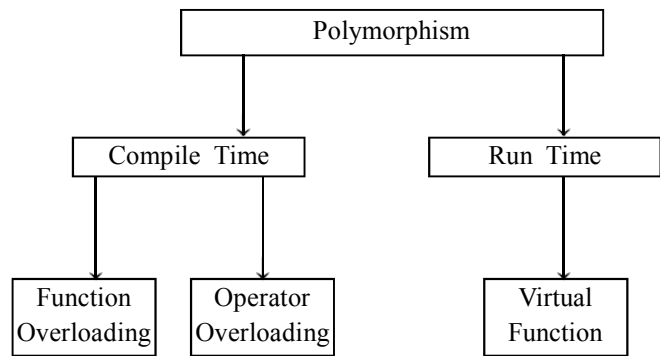 Polymorphism
Compile Time
Run Time
Function
Overloading
Operator
Overloading
Virtual
Function